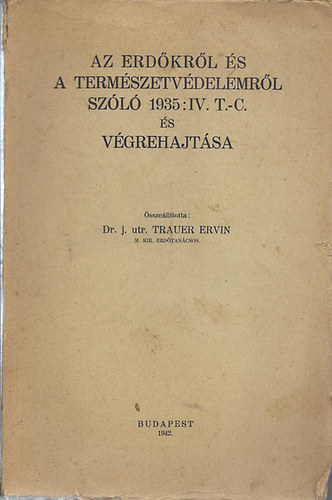 AZ ERDŐKRŐL ÉS
A TERMÉSZETVÉDELEMRŐL
SZÓLÓ 1935:IV. T.-C.
ÉS
VÉGREHAJTÁSA
Összeállította:
Dr. j. utr. TRAUER ERVIN
M. KIR. ERDŐTANÁCSOS.
BUDAPEST
1942.